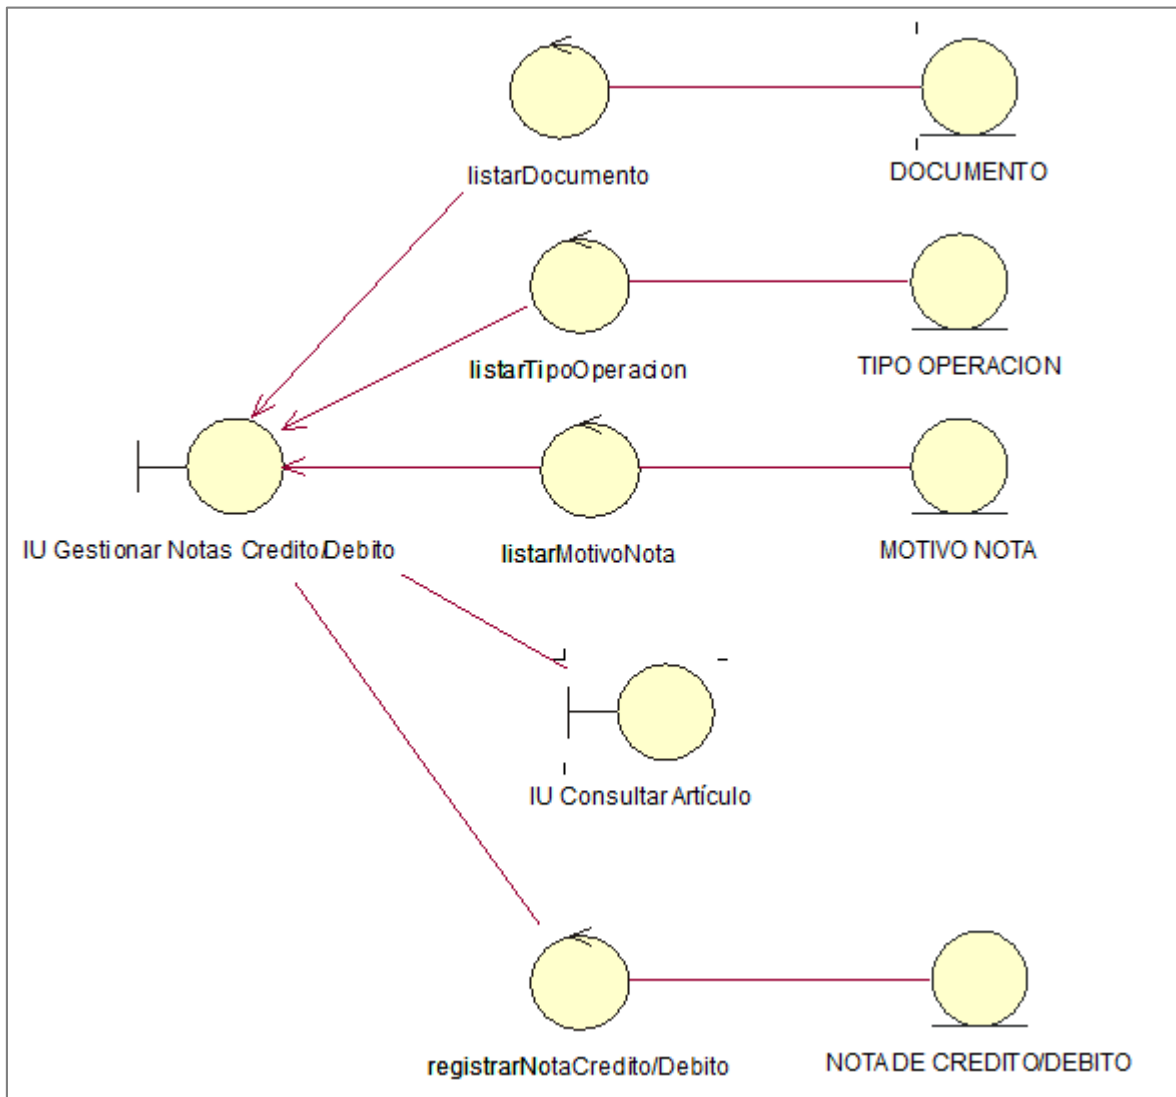 listarDocumento
DOCUMENTO
listarTipoOperacion
TIPO OPERACION
IU Gestionar Notas Credito/Debito
listarMotivoNota
MOTIVO NOTA
IU Consultar Artículo
registrarNotaCredito/Debito
NOTA DE CREDITO/DEBITO